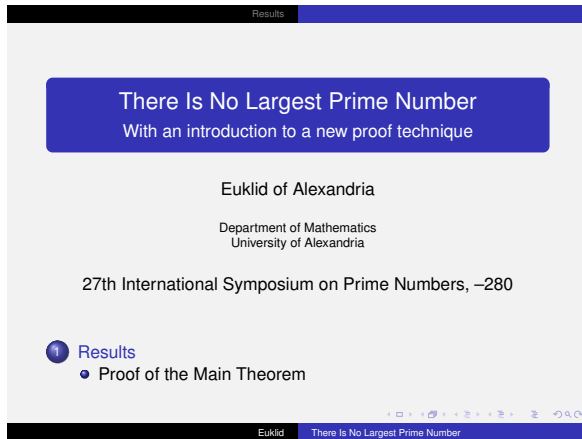 Results
There Is No Largest Prime Number
With an introduction to a new proof technique
Euklid of Alexandria
Department of Mathematics
University of Alexandria
27th International Symposium on Prime Numbers, –280
1 Results
Proof of the Main Theorem
Euklid There Is No Largest Prime Number